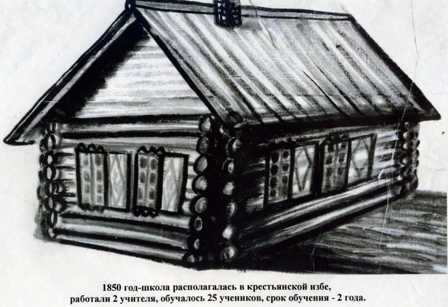 1850 год-школа располагалась в крестьянской избе,
работали 2 учителя, обучалось 25 учеников, срок обучения - 2 года.